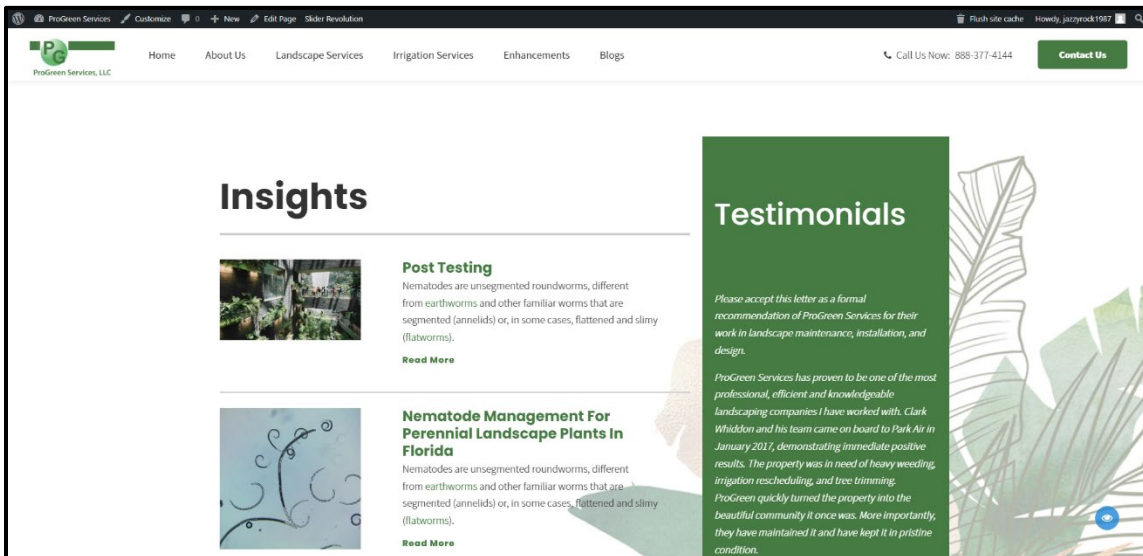 ProGreen Services Customize 0 New Edit Page Slider Revolution Flush site cache Howdy, jazzyrock1987
PG
ProGreen Services, LLC
Home About Us Landscape Services Irrigation Services Enhancements Blogs Call Us Now: 888-377-4144 Contact Us
Insights
Post Testing
Nematodes are unsegmented roundworms, different
from earthworms and other familiar worms that are
segmented (annelids) or, in some cases, flattened and slimy
(flatworms).
Read More
Nematode Management For
Perennial Landscape Plants In
Florida
Nematodes are unsegmented roundworms, different
from earthworms and other familiar worms that are
segmented (annelids) or, in some cases, flattened and slimy
(flatworms).
Read More
Testimonials
Please accept this letter as a formal
recommendation of ProGreen Services for their
work in landscape maintenance, installation, and
design.
ProGreen Services has proven to be one of the most
professional, efficient and knowledgeable
landscaping companies I have worked with. Clark
Whiddon and his team came on board to Park Air in
January 2017, demonstrating immediate positive
results. The property was in need of heavy weeding,
irrigation rescheduling, and tree trimming.
ProGreen quickly turned the property into the
beautiful community it once was. More importantly,
they have maintained it and have kept it in pristine
condition.